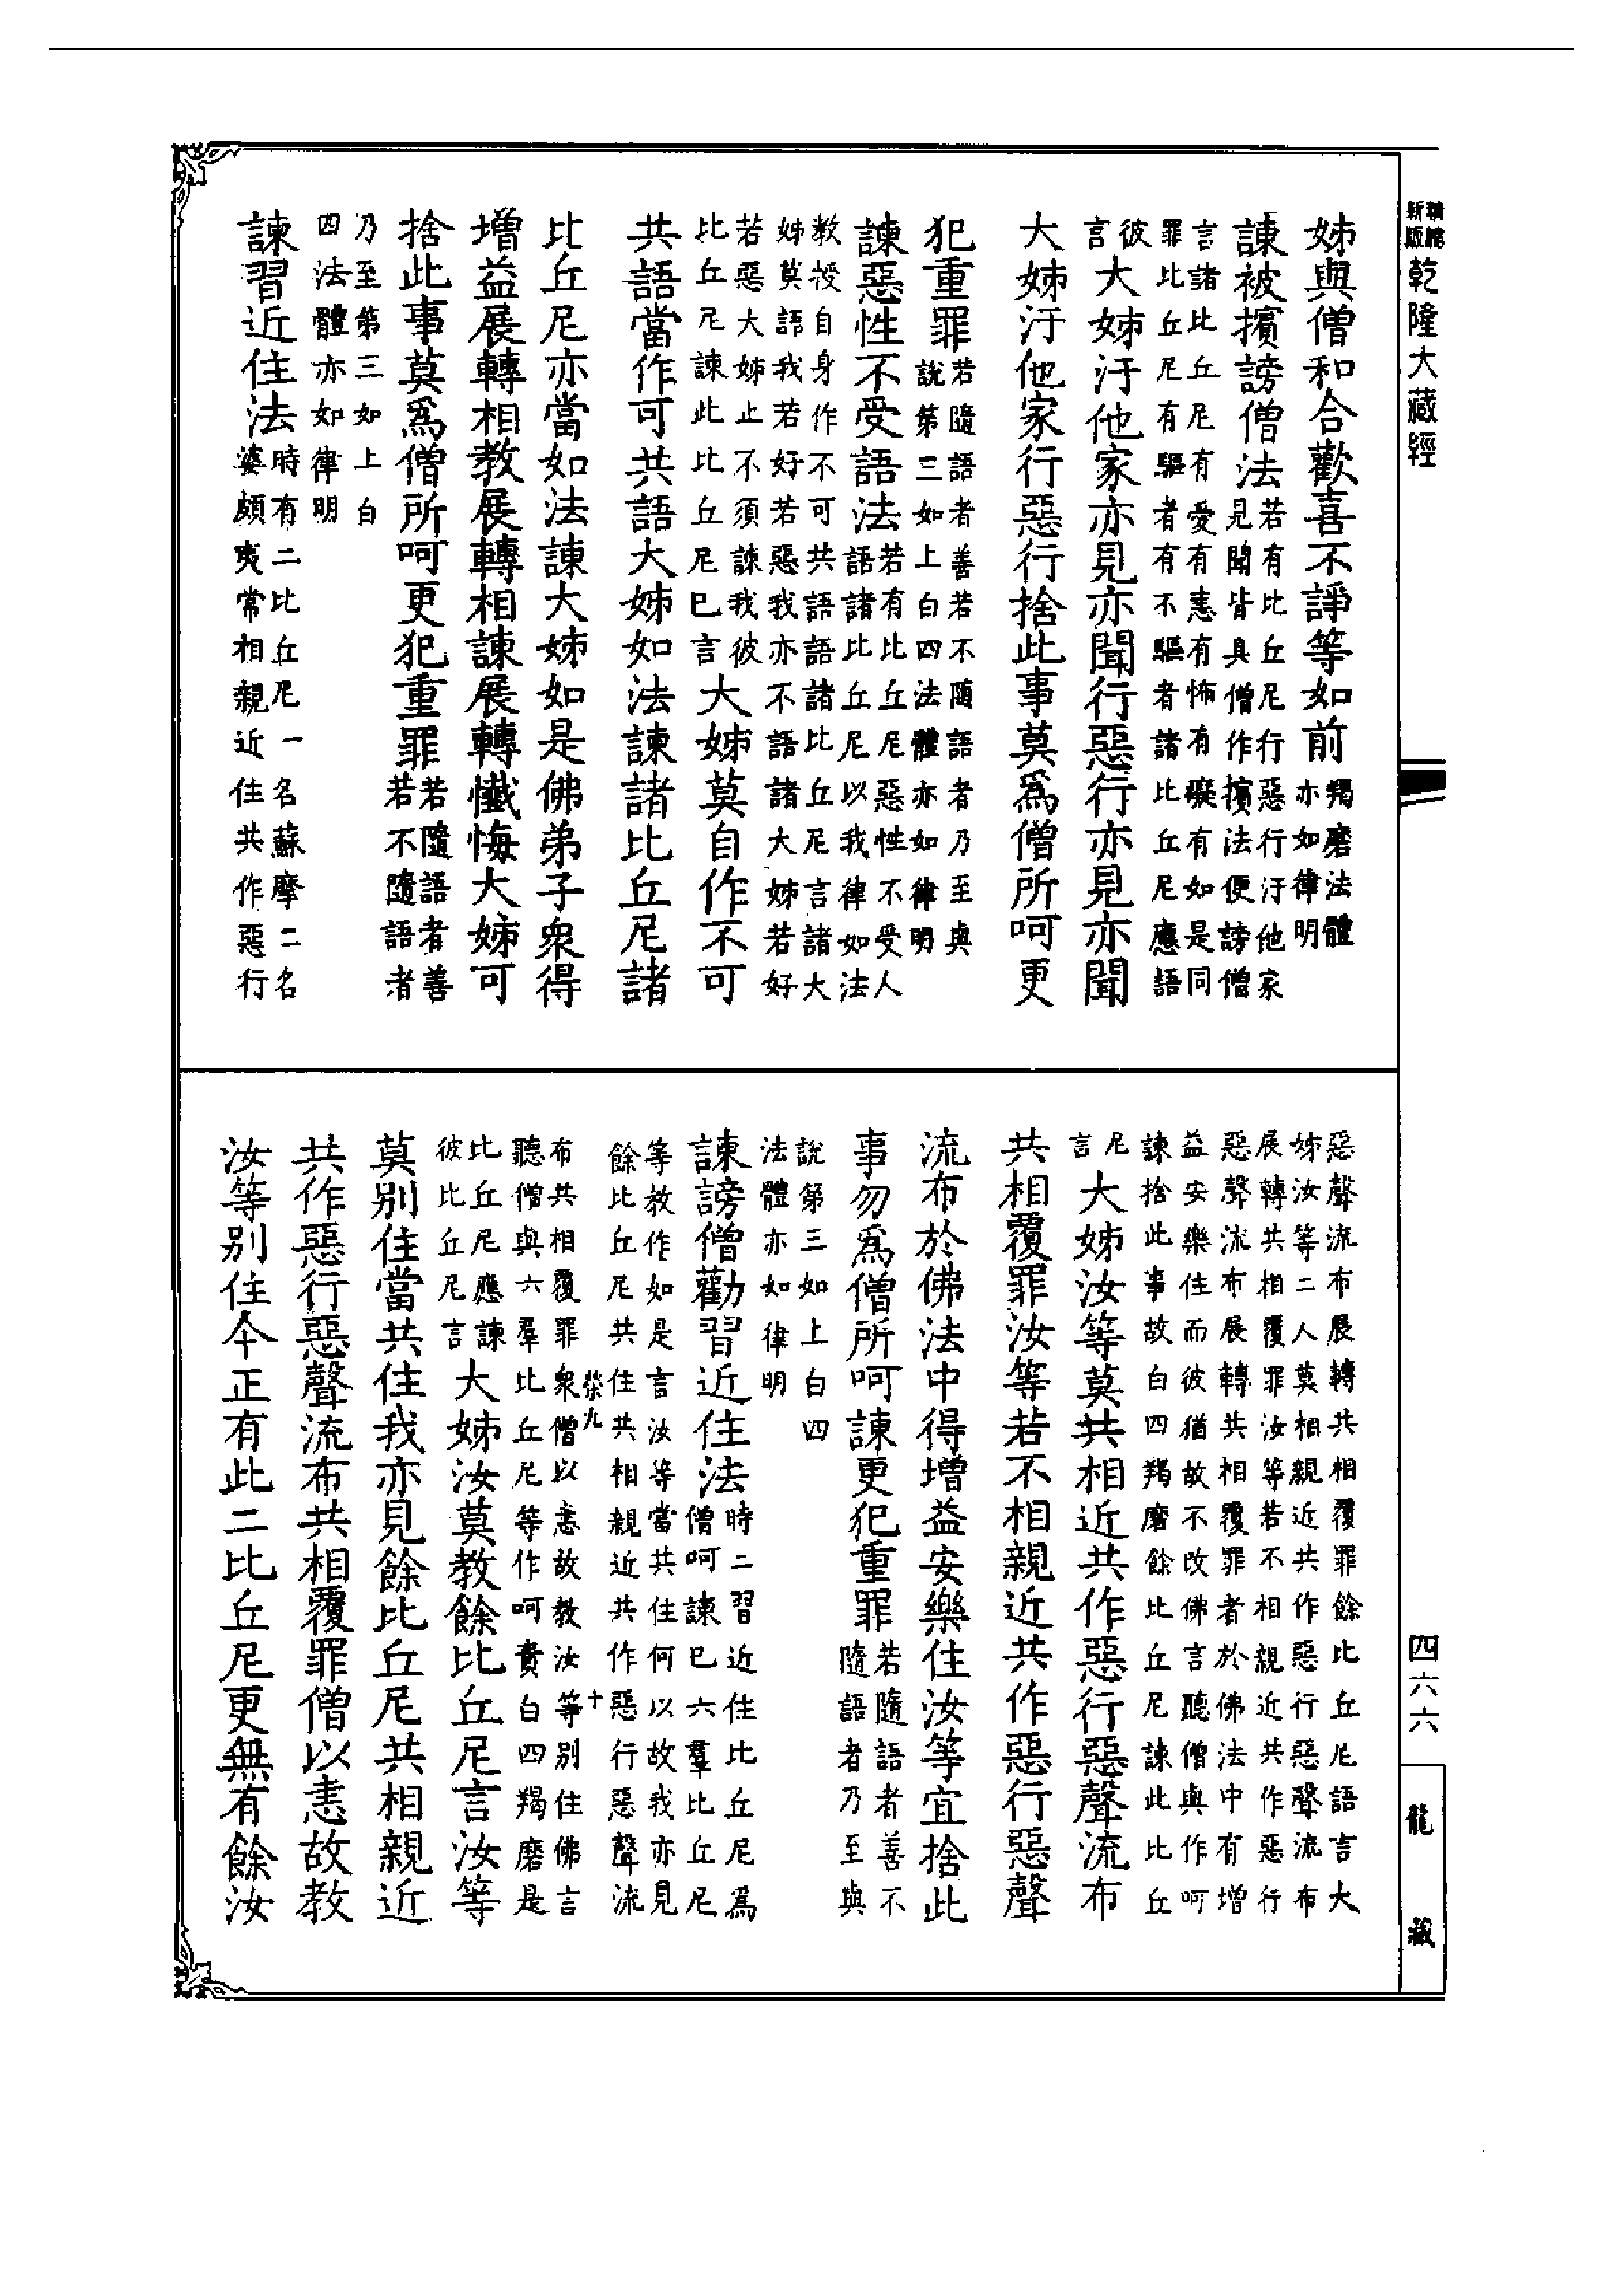 新版 精縮 乾隆大藏經
姊與僧和合歡喜不諍等如前羯磨法體
亦如律明
諫被擯謗僧法若有比丘尼行惡行汙他家
見聞皆具僧作擯法便謗僧
言諸比丘尼有愛有恚有怖有癡有如是同
罪比丘尼有驅者有不驅者諸比丘尼應語
彼言大姊汙他家亦見亦聞行惡行亦見亦聞
大姊汙他家行惡行捨此事莫爲僧所呵更
犯重罪若隨語者善若不隨語者乃至與
說第三如上白四法體亦如律明
諫惡性不受語法若有比丘尼惡性不受人
語諸比丘尼以我律如法
教授自身作不可共語語諸比丘尼言諸大
姊莫語我若好若惡我亦不語諸大姊若好
若惡大姊止不須諫我彼
比丘尼諫此比丘尼已言大姊莫自作不可
共語當作可共語大姊如法諫諸比丘尼諸
比丘尼亦當如法諫大姊如是佛弟子衆得
增益展轉相教展轉相諫展轉懺悔大姊可
捨此事莫爲僧所呵更犯重罪若隨語者善
若不隨語者
乃至第三如上白
四法體亦如律明
諫習近住法時有二比丘尼一名蘇摩二名
婆頗夷常相親近住共作惡行
惡聲流布展轉共相覆罪餘比丘尼語言大
姊汝等二人莫相親近共作惡行惡聲流布
展轉共相覆罪汝等若不相親近共作惡行
惡聲流布展轉共相覆罪者於佛法中有增
益安樂住而彼猶故不改佛言聽僧與作呵
諫捨此事故白四羯磨餘比丘尼諫此比丘
尼言大姊汝等莫共相近共作惡行惡聲流布
共相覆罪汝等若不相親近共作惡行惡聲
流布於佛法中得增益安樂住汝等宜捨此
事勿爲僧所呵諫更犯重罪若隨語者善不
隨語者乃至與
說第三如上白四
法體亦如律明
諫謗僧勸習近住法時二習近住比丘尼爲
僧呵諫已六羣比丘尼
等教作如是言汝等當共住何以故我亦見
餘比丘尼共住共相親近共作惡行惡聲流
榮九 十
布共相覆罪衆僧以恚故教汝等別住佛言
聽僧與六羣比丘尼等作呵責白四羯磨是
比丘尼應諫
彼比丘尼言大姊汝莫教餘比丘尼言汝等
莫別住當共住我亦見餘比丘尼共相親近
共作惡行惡聲流布共相覆罪僧以恚故教
汝等別住今正有此二比丘尼更無有餘汝
四六六
龍藏